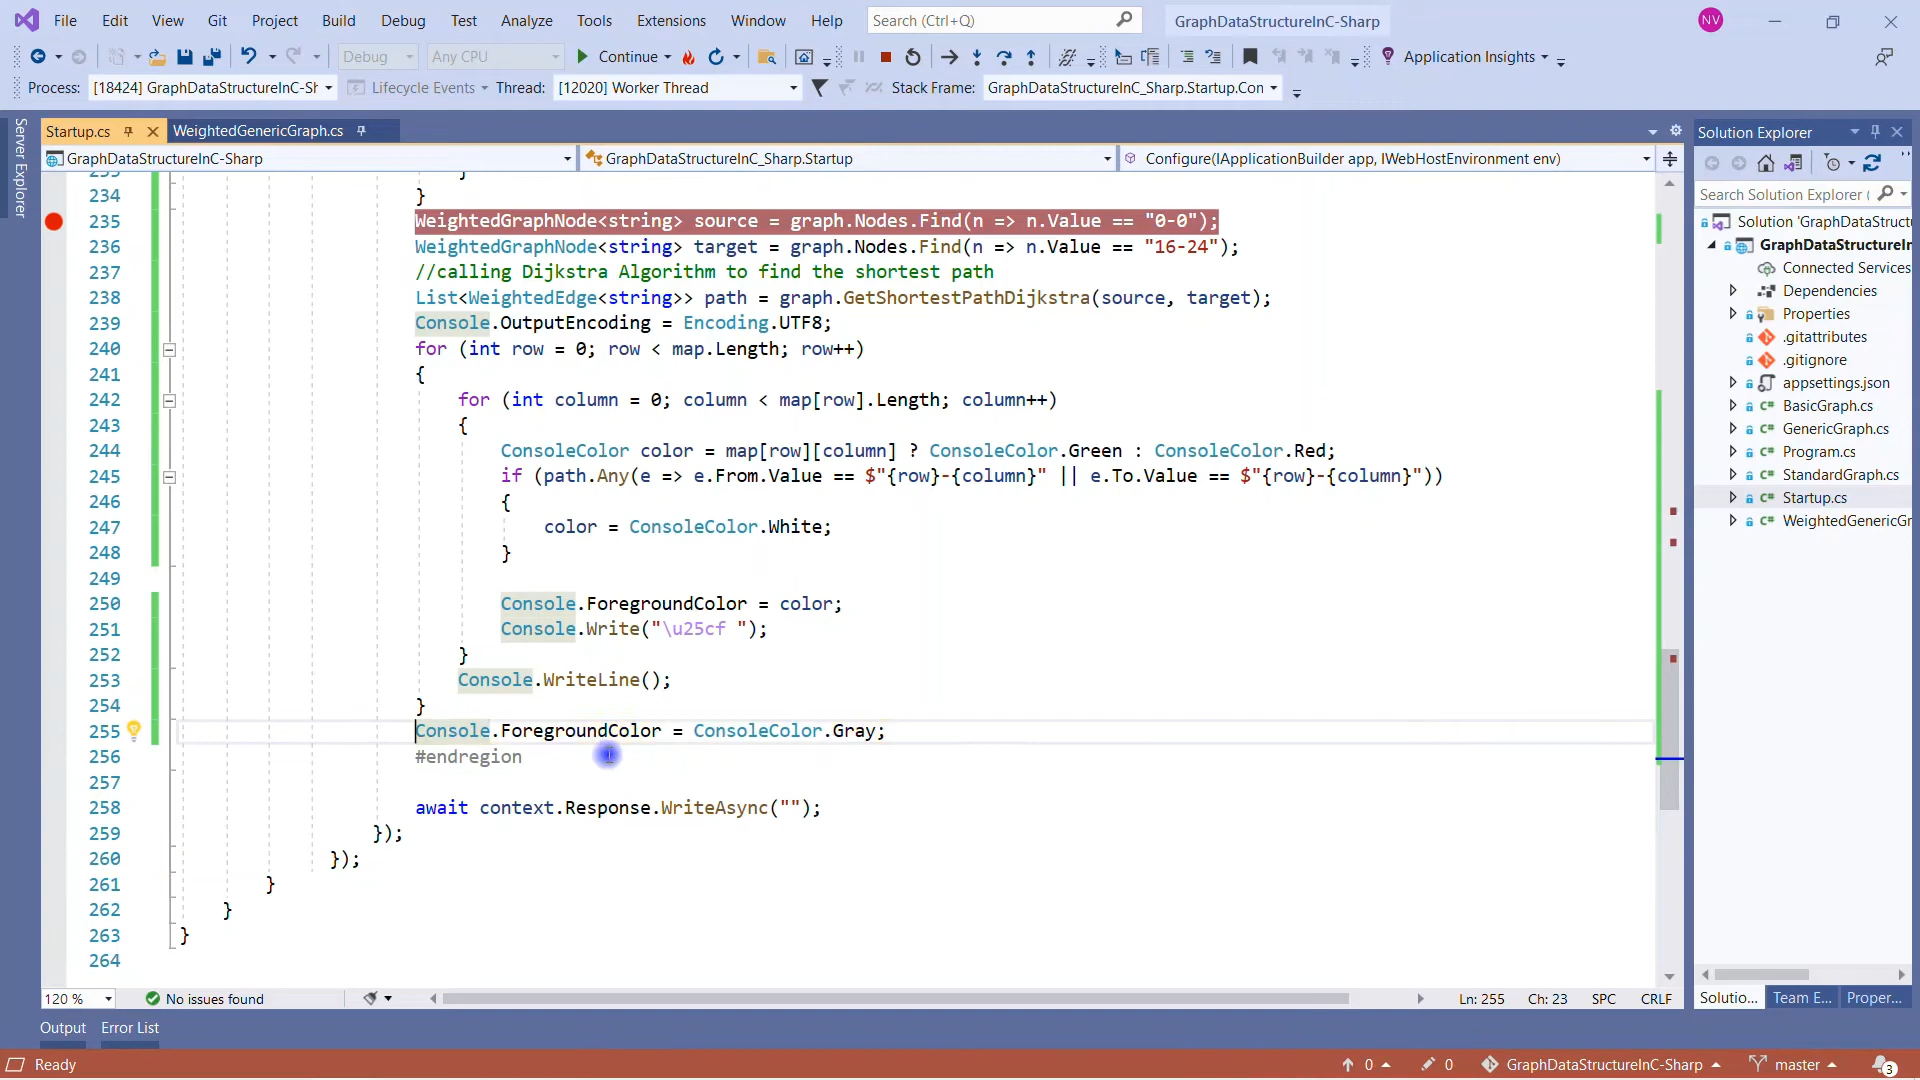 File Edit View Git Project Build Debug Test Analyze Tools Extensions Window Help Search (Ctrl+Q) GraphDataStructureInC-Sharp NV
Debug Any CPU Continue Application Insights
Process: [18424] GraphDataStructureInC-Sh Lifecycle Events Thread: [12020] Worker Thread Stack Frame: GraphDataStructureInC_Sharp.Startup.Con
Server Explorer
Startup.cs WeightedGenericGraph.cs
GraphDataStructureInC-Sharp GraphDataStructureInC_Sharp.Startup Configure(IApplicationBuilder app, IWebHostEnvironment env)
233 }
234 }
235 WeightedGraphNode<string> source = graph.Nodes.Find(n => n.Value == "0-0");
236 WeightedGraphNode<string> target = graph.Nodes.Find(n => n.Value == "16-24");
237 //calling Dijkstra Algorithm to find the shortest path
238 List<WeightedEdge<string>> path = graph.GetShortestPathDijkstra(source, target);
239 Console.OutputEncoding = Encoding.UTF8;
240 for (int row = 0; row < map.Length; row++)
241 {
242 for (int column = 0; column < map[row].Length; column++)
243 {
244 ConsoleColor color = map[row][column] ? ConsoleColor.Green : ConsoleColor.Red;
245 if (path.Any(e => e.From.Value == $"{row}-{column}" || e.To.Value == $"{row}-{column}"))
246 {
247 color = ConsoleColor.White;
248 }
249
250 Console.ForegroundColor = color;
251 Console.Write("\u25cf ");
252 }
253 Console.WriteLine();
254 }
255 Console.ForegroundColor = ConsoleColor.Gray;
256 #endregion
257
258 await context.Response.WriteAsync("");
259 });
260 });
261 }
262 }
263 }
264
120 % No issues found Ln: 255 Ch: 23 SPC CRLF
Output Error List
Solution Explorer
Search Solution Explorer (
Solution 'GraphDataStructu
GraphDataStructureIn
Connected Services
Dependencies
Properties
.gitattributes
.gitignore
appsettings.json
BasicGraph.cs
GenericGraph.cs
Program.cs
StandardGraph.cs
Startup.cs
WeightedGenericGr
Solutio... Team E... Proper...
Ready 0 0 GraphDataStructureInC-Sharp master 3